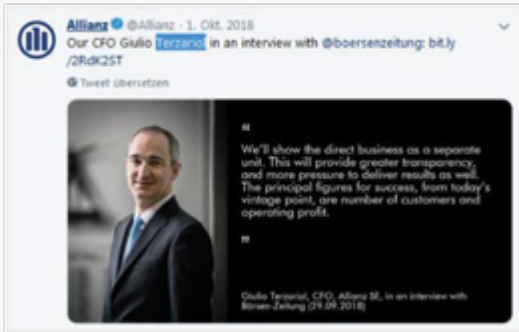 Allianz @Allianz · 1. Okt. 2018
Our CFO Giulio Terzariol in an interview with @boersenzeitung: bit.ly
/2RdK2ST
Tweet übersetzen
“
We'll show the direct business as a separate
unit. This will provide greater transparency,
and more pressure to deliver results as well.
The principal figures for success, from today's
vintage point, are number of customers and
operating profit.
”
Giulio Terzariol, CFO, Allianz SE, in an interview with
Börsen-Zeitung (29.09.2018)